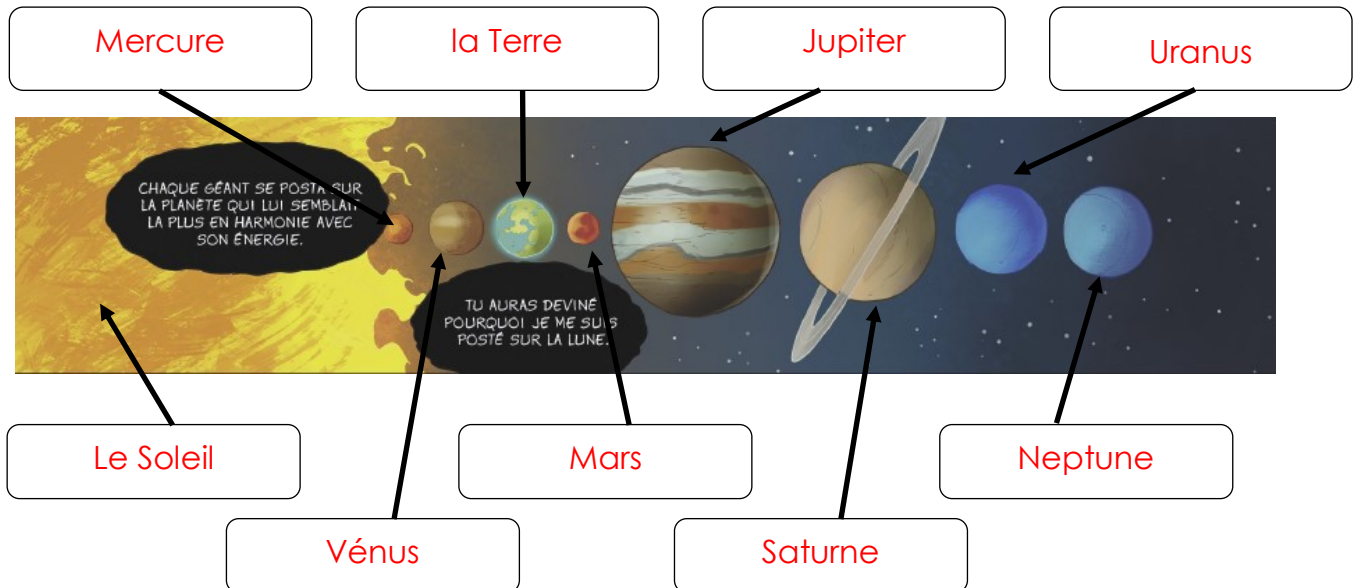 Mercure
la Terre
Jupiter
Uranus
CHAQUE GÉANT SE POSTA SUR
LA PLANÈTE QUI LUI SEMBLAIT
LA PLUS EN HARMONIE AVEC
SON ÉNERGIE.
TU AURAS DEVINÉ
POURQUOI JE ME SUIS
POSTÉ SUR LA LUNE.
Le Soleil
Mars
Neptune
Vénus
Saturne